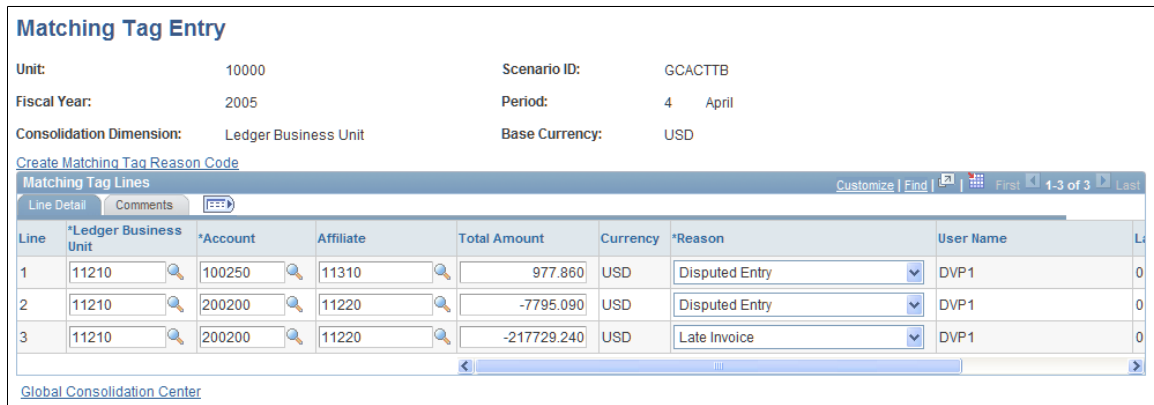 Matching Tag Entry
Unit: 10000 Scenario ID: GCACTTB
Fiscal Year: 2005 Period: 4 April
Consolidation Dimension: Ledger Business Unit Base Currency: USD
Create Matching Tag Reason Code
Matching Tag Lines Customize | Find | | First 1-3 of 3 Last
Line Detail Comments
Line *Ledger Business Unit *Account Affiliate Total Amount Currency *Reason User Name La
1 11210 100250 11310 977.860 USD Disputed Entry DVP1 0
2 11210 200200 11220 -7795.090 USD Disputed Entry DVP1 0
3 11210 200200 11220 -217729.240 USD Late Invoice DVP1 0
Global Consolidation Center